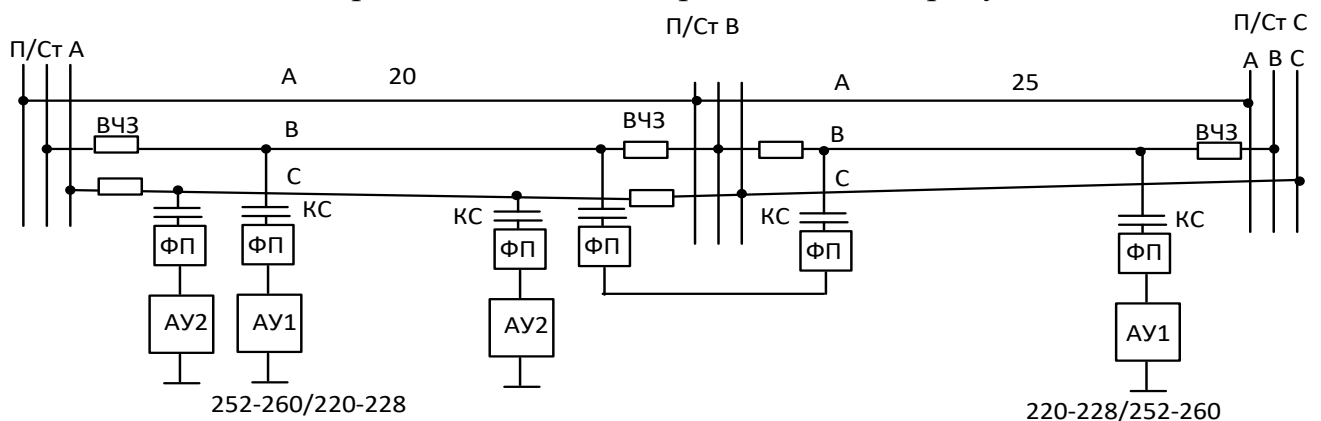 П/Ст А
П/Ст В
П/Ст С
А В С
А 20
А 25
ВЧЗ
В
ВЧЗ
В
ВЧЗ
С
С
КС
КС
КС
КС
ФП
ФП
ФП
ФП
ФП
ФП
АУ2
АУ1
АУ2
АУ1
252-260/220-228
220-228/252-260